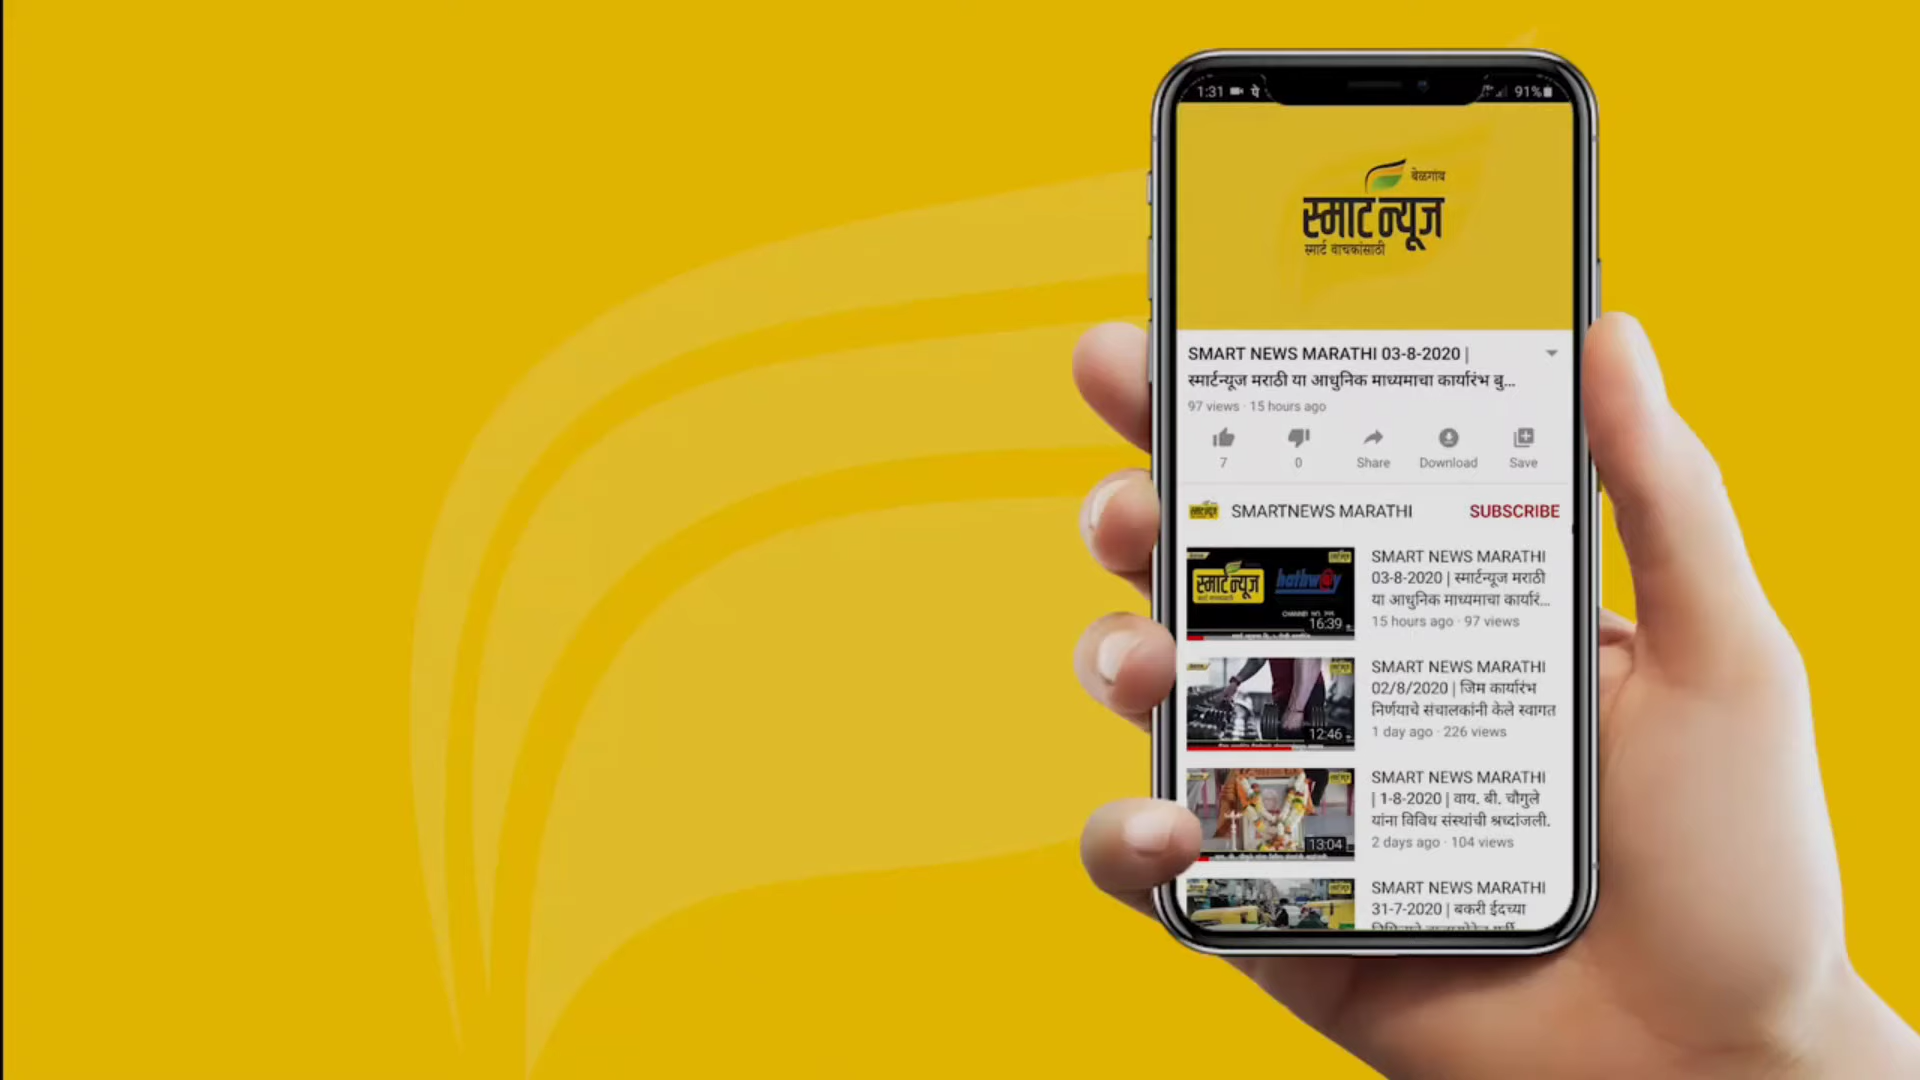 1:31 पे 91%
बेळगांव
स्मार्ट न्यूज
स्मार्ट वाचकांसाठी
SMART NEWS MARATHI 03-8-2020 |
स्मार्टन्यूज मराठी या आधुनिक माध्यमाचा कार्यारंभ बु...
97 views · 15 hours ago
7 0 Share Download Save
SMARTNEWS MARATHI SUBSCRIBE
स्मार्ट न्यूज hathway
16:39
SMART NEWS MARATHI
03-8-2020 | स्मार्टन्यूज मराठी
या आधुनिक माध्यमाचा कार्यारं...
15 hours ago · 97 views
12:46
SMART NEWS MARATHI
02/8/2020 | जिम कार्यारंभ
निर्णयाचे संचालकांनी केले स्वागत
1 day ago · 226 views
13:04
SMART NEWS MARATHI
| 1-8-2020 | वाय. बी. चौगुले
यांना विविध संस्थांची श्रध्दांजली.
2 days ago · 104 views
SMART NEWS MARATHI
31-7-2020 | बकरी ईदच्या